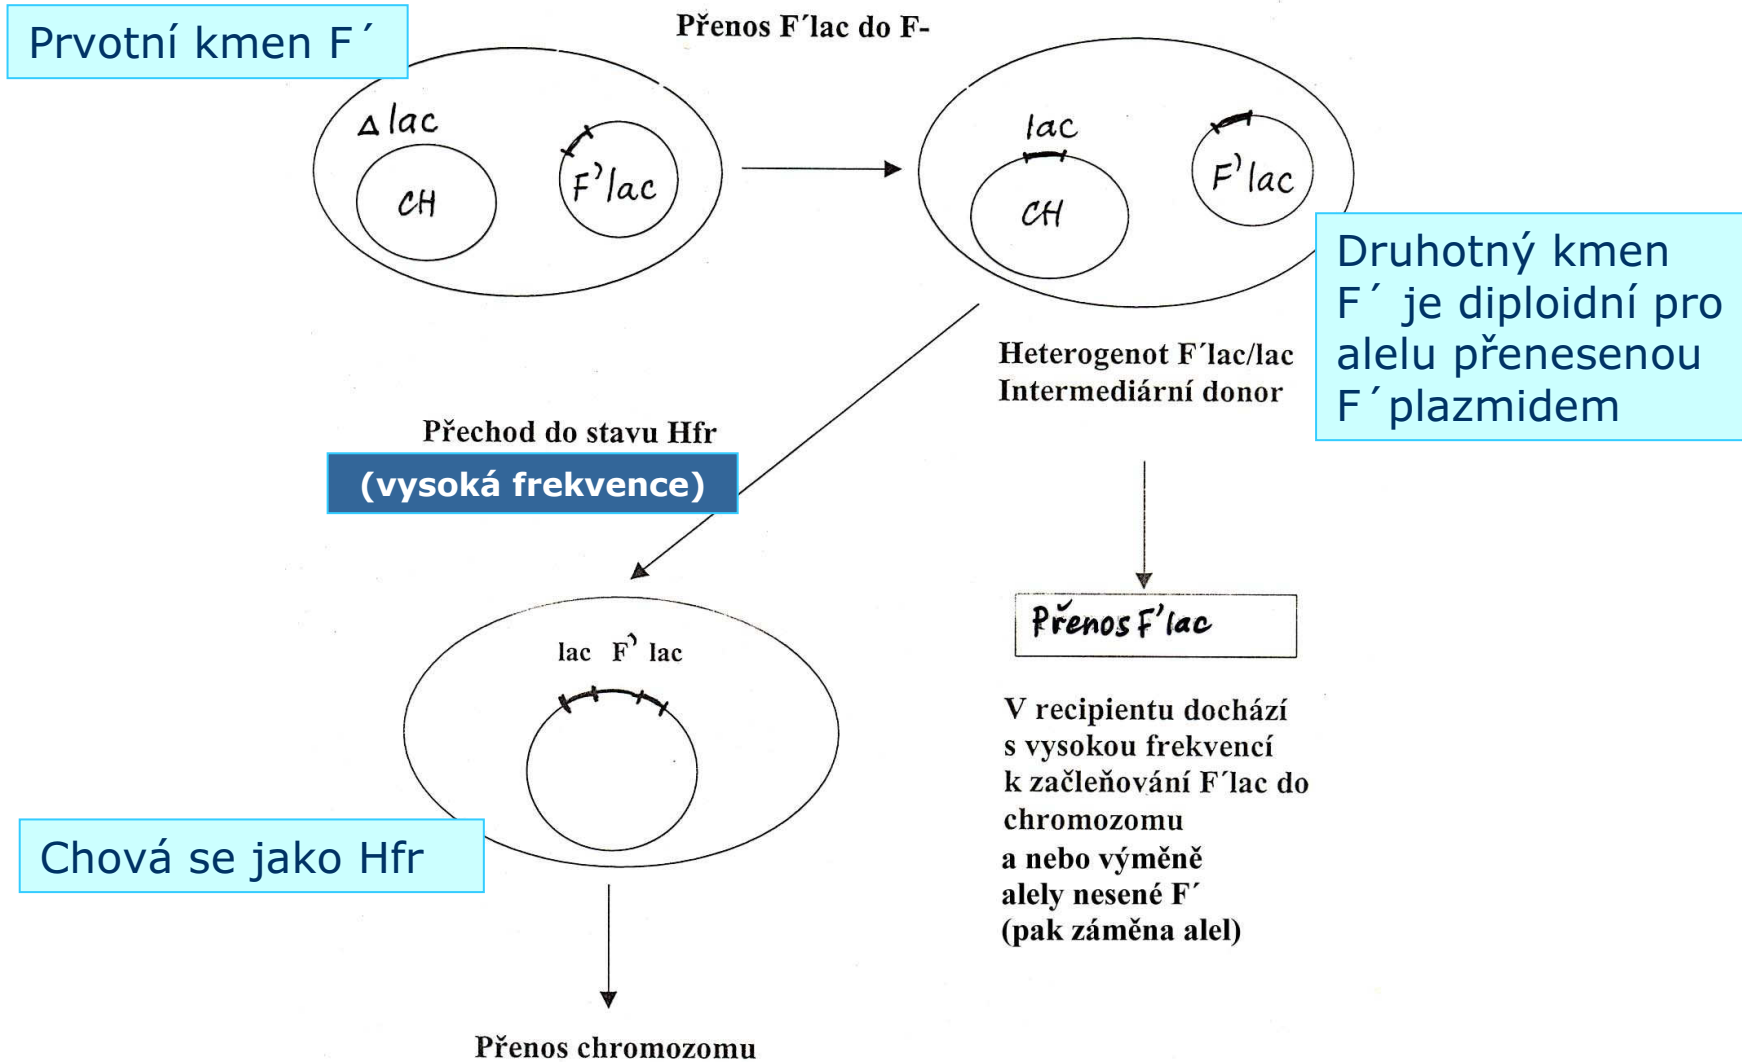 Prvotní kmen F´
Přenos F´lac do F-
Δ lac
CH
F'lac
lac
CH
F'lac
Druhotný kmen
F´ je diploidní pro
alelu přenesenou
F´plazmidem
Heterogenot F´lac/lac
Intermediární donor
Přechod do stavu Hfr
(vysoká frekvence)
lac F' lac
Chová se jako Hfr
Přenos chromozomu
Přenos F'lac
V recipientu dochází
s vysokou frekvencí
k začleňování F´lac do
chromozomu
a nebo výměně
alely nesené F´
(pak záměna alel)